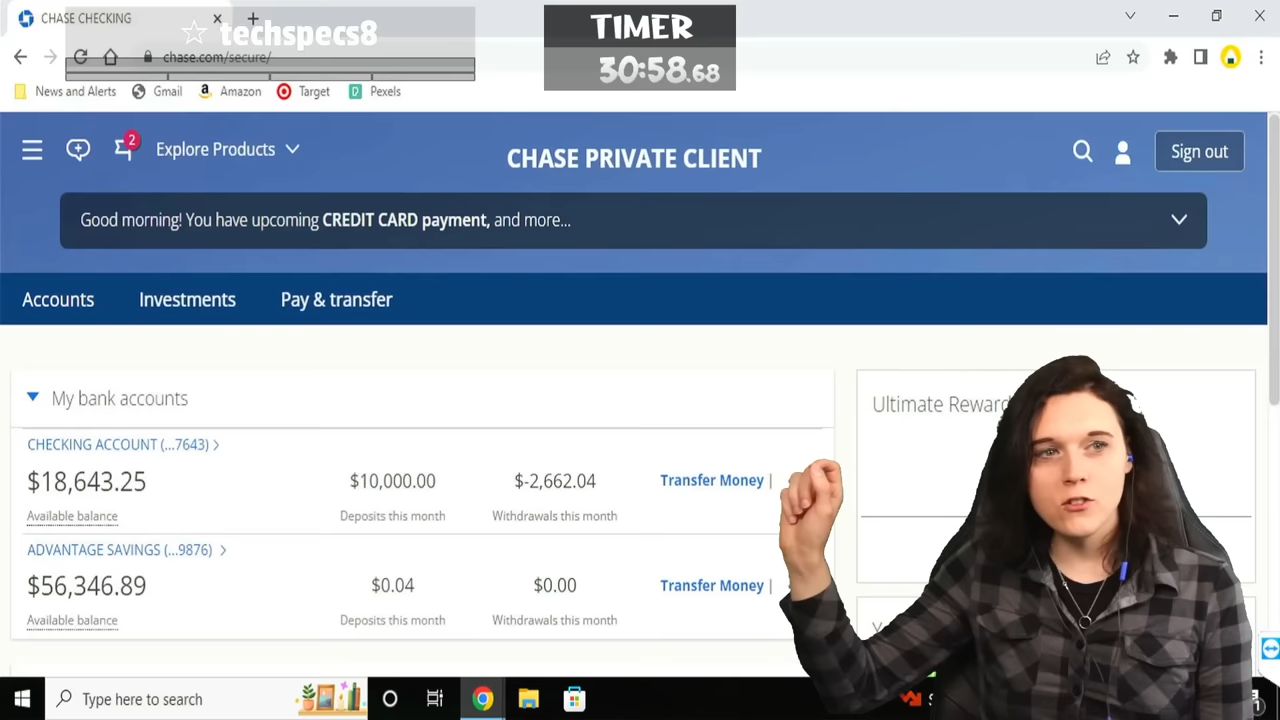 CHASE CHECKING
techspecs8
TIMER
30:58.68
chase.com/secure/
News and Alerts Gmail Amazon Target Pexels
2 Explore Products CHASE PRIVATE CLIENT Sign out
Good morning! You have upcoming CREDIT CARD payment, and more...
Accounts Investments Pay & transfer
My bank accounts
Ultimate Reward
CHECKING ACCOUNT (...7643)
$18,643.25 $10,000.00 $-2,662.04 Transfer Money |
Available balance Deposits this month Withdrawals this month
ADVANTAGE SAVINGS (...9876)
$56,346.89 $0.04 $0.00 Transfer Money |
Available balance Deposits this month Withdrawals this month
Type here to search